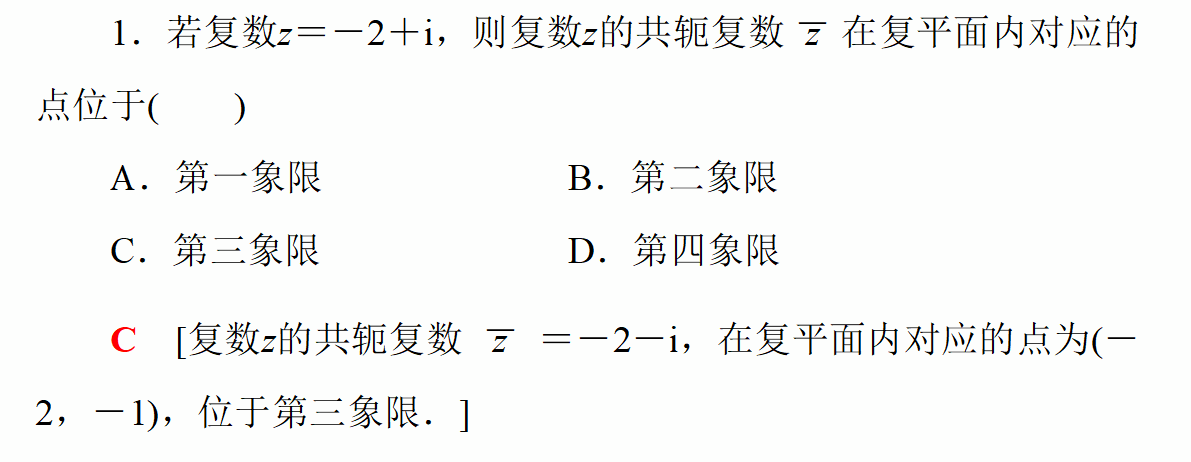 1．若复数z＝－2＋i，则复数z的共轭复数 z̅ 在复平面内对应的
点位于(　　)
A．第一象限　　B．第二象限
C．第三象限　　D．第四象限
C　[复数z的共轭复数 z̅ ＝－2－i，在复平面内对应的点为(－
2，－1)，位于第三象限．]